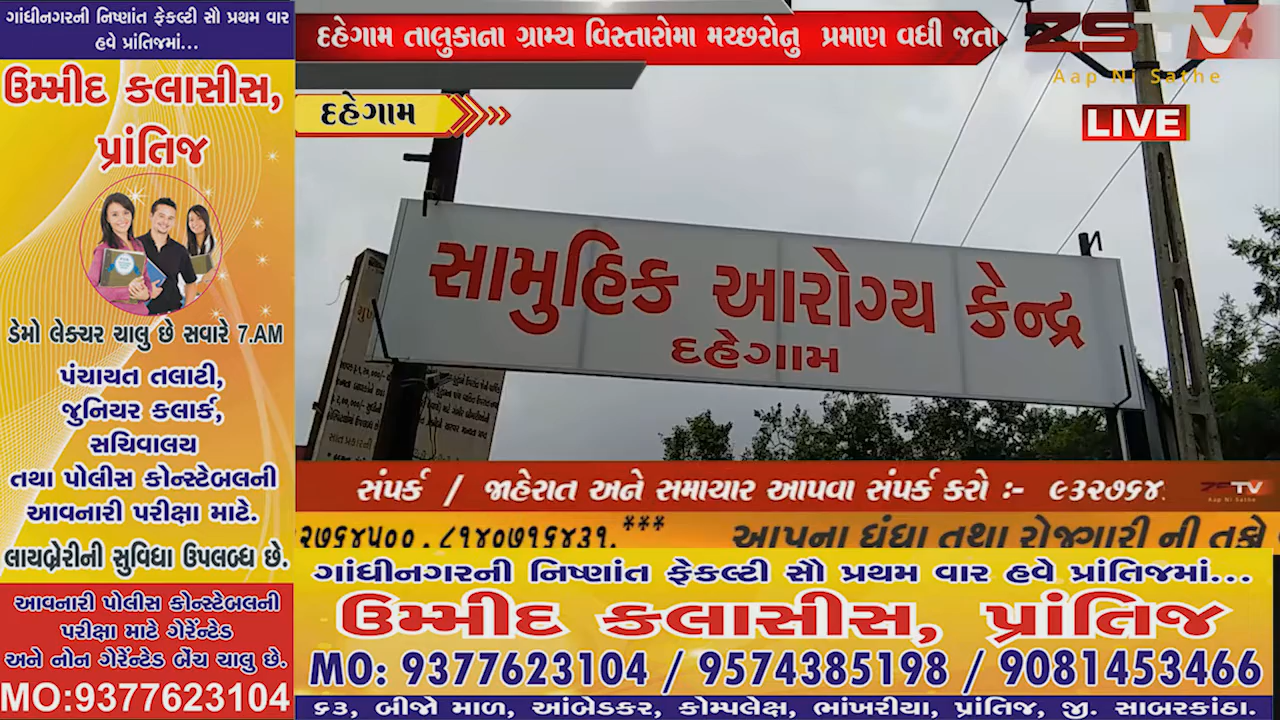 ગાંધીનગરની નિષ્ણાંત ફેકલ્ટી સૌ પ્રથમ વાર
હવે પ્રાંતિજમાં...
ઉમ્મીદ કલાસીસ,
પ્રાંતિજ
ડેમો લેક્ચર ચાલુ છે સવારે 7.AM
પંચાયત તલાટી,
જુનિયર કલાર્ક,
સચિવાલય
તથા પોલીસ કોન્સ્ટેબલની
આવનારી પરીક્ષા માટે.
લાયબ્રેરીની સુવિધા ઉપલબ્ધ છે.
આવનારી પોલીસ કોન્સ્ટેબલની
પરીક્ષા માટે ગેરેંન્ટેડ
અને નોન ગેરેંન્ટેડ બેંચ ચાલુ છે.
MO:9377623104
દહેગામ તાલુકાના ગ્રામ્ય વિસ્તારોમા મચ્છરોનુ પ્રમાણ વધી જતા
ZSTV
Aap Ni Sathe
LIVE
દહેગામ
સામુહિક આરોગ્ય કેન્દ્ર
દહેગામ
સંપર્ક / જાહેરાત અને સમાચાર આપવા સંપર્ક કરો :- ૯૩૨૭૬૪
ZSTV
Aap Ni Sathe
૨૭૬૪૫૦૦ , ૮૧૪૦૭૧૬૪૩૧, *** આપના ધંધા તથા રોજગારી ની તકો
ગાંધીનગરની નિષ્ણાંત ફેકલ્ટી સૌ પ્રથમ વાર હવે પ્રાંતિજમાં...
ઉમ્મીદ કલાસીસ, પ્રાંતિજ
MO: 9377623104 / 9574385198 / 9081453466
૬૩, બીજો માળ, આંબેડકર, કોમ્પલેક્ષ, ભાંખરીયા, પ્રાંતિજ, જી. સાબરકાંઠા.